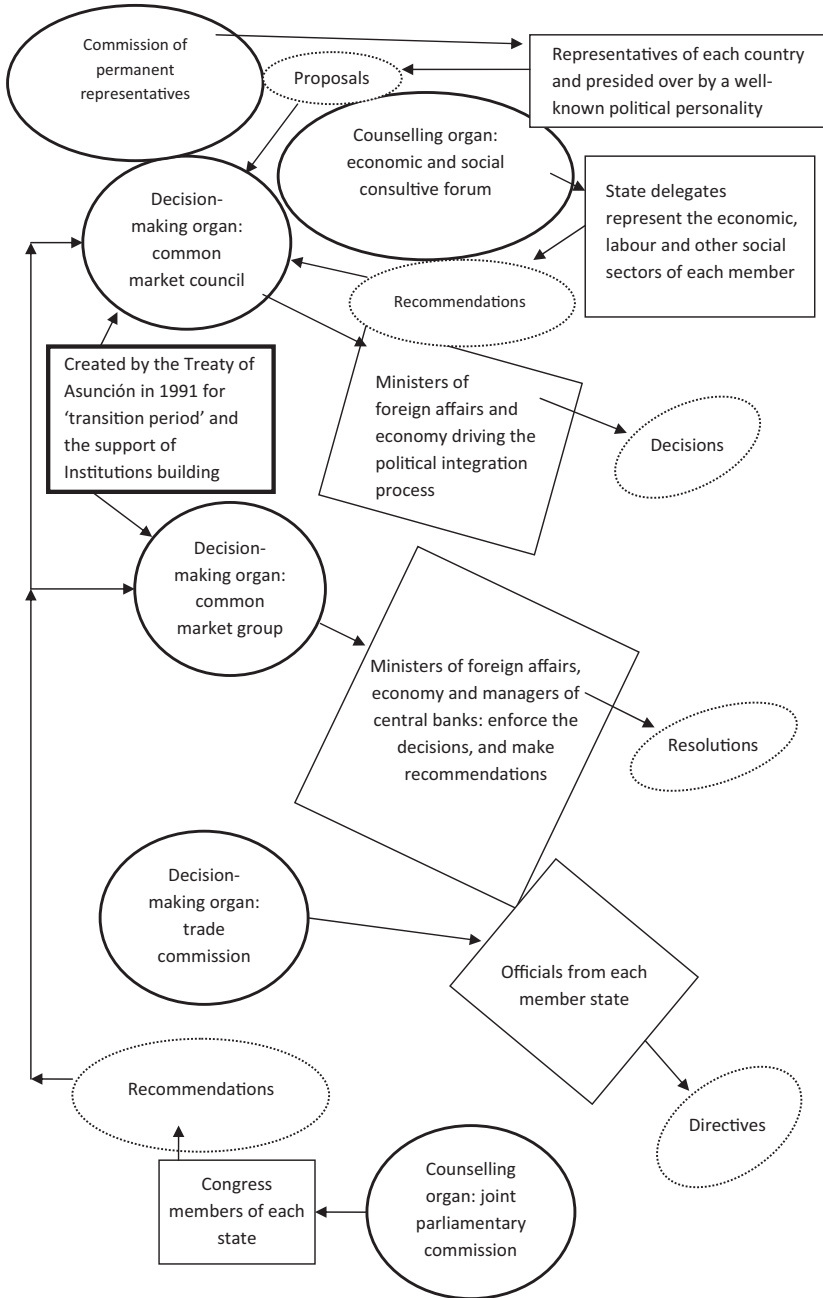 Commission of
permanent
representatives
Proposals
Representatives of each country
and presided over by a well-
known political personality
Counselling organ:
economic and social
consultive forum
Decision-
making organ:
common
market council
State delegates
represent the economic,
labour and other social
sectors of each member
Recommendations
Created by the Treaty of
Asunción in 1991 for
‘transition period’ and
the support of
Institutions building
Ministers of
foreign affairs and
economy driving the
political integration
process
Decisions
Decision-
making organ:
common
market group
Ministers of foreign affairs,
economy and managers of
central banks: enforce the
decisions, and make
recommendations
Resolutions
Decision-
making organ:
trade
commission
Officials from each
member state
Recommendations
Directives
Congress
members of each
state
Counselling
organ: joint
parliamentary
commission